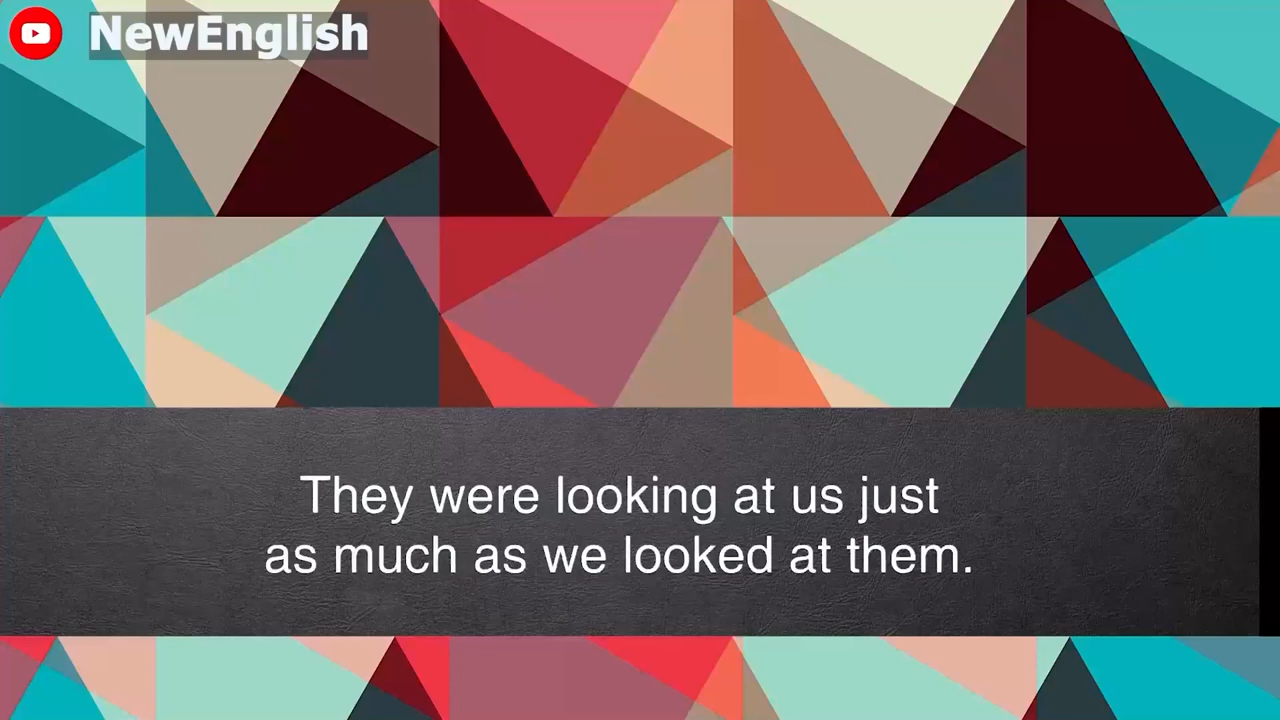 NewEnglish
They were looking at us just
as much as we looked at them.